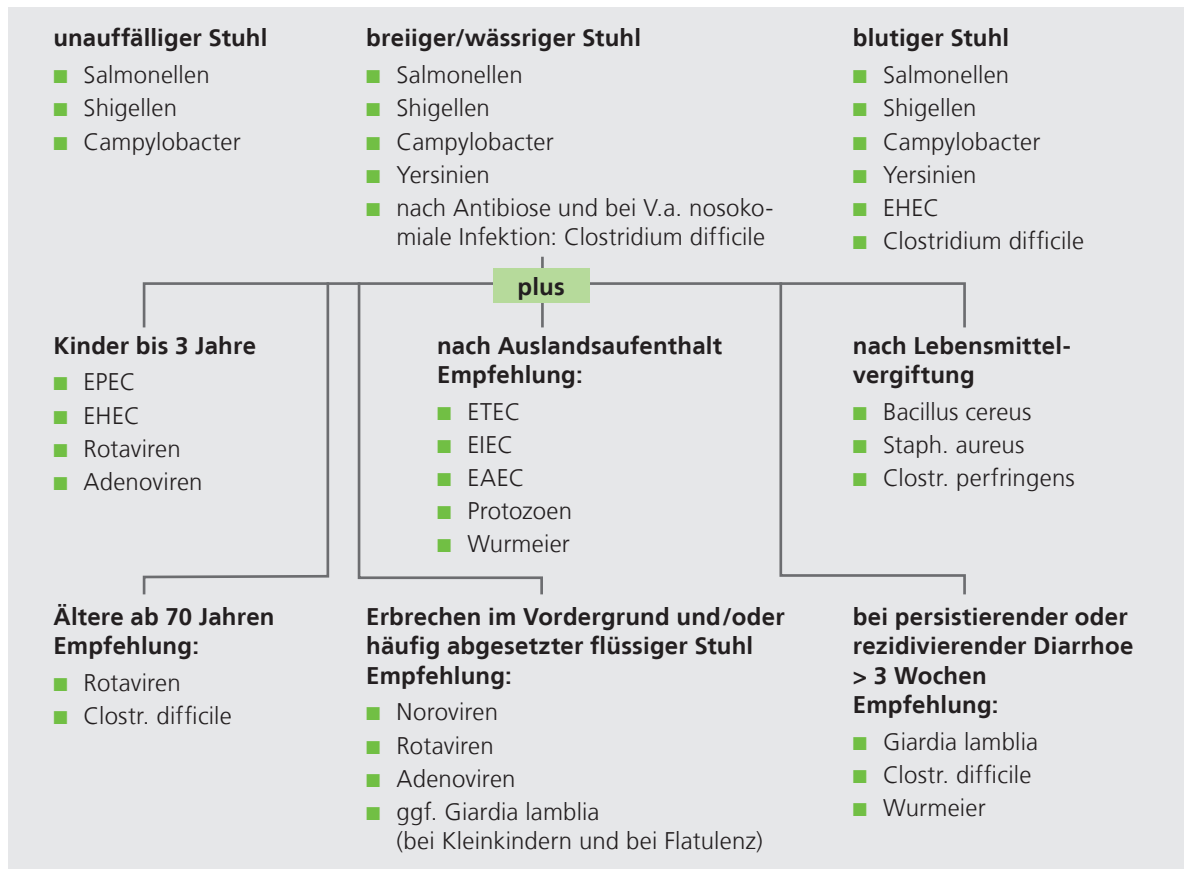 unauffälliger Stuhl
Salmonellen
Shigellen
Campylobacter
breiiger/wässriger Stuhl
Salmonellen
Shigellen
Campylobacter
Yersinien
nach Antibiose und bei V.a. nosoko-
miale Infektion: Clostridium difficile
blutiger Stuhl
Salmonellen
Shigellen
Campylobacter
Yersinien
EHEC
Clostridium difficile
plus
Kinder bis 3 Jahre
EPEC
EHEC
Rotaviren
Adenoviren
nach Auslandsaufenthalt
Empfehlung:
ETEC
EIEC
EAEC
Protozoen
Wurmeier
nach Lebensmittel-
vergiftung
Bacillus cereus
Staph. aureus
Clostr. perfringens
Ältere ab 70 Jahren
Empfehlung:
Rotaviren
Clostr. difficile
Erbrechen im Vordergrund und/oder
häufig abgesetzter flüssiger Stuhl
Empfehlung:
Noroviren
Rotaviren
Adenoviren
ggf. Giardia lamblia
(bei Kleinkindern und bei Flatulenz)
bei persistierender oder
rezidivierender Diarrhoe
> 3 Wochen
Empfehlung:
Giardia lamblia
Clostr. difficile
Wurmeier